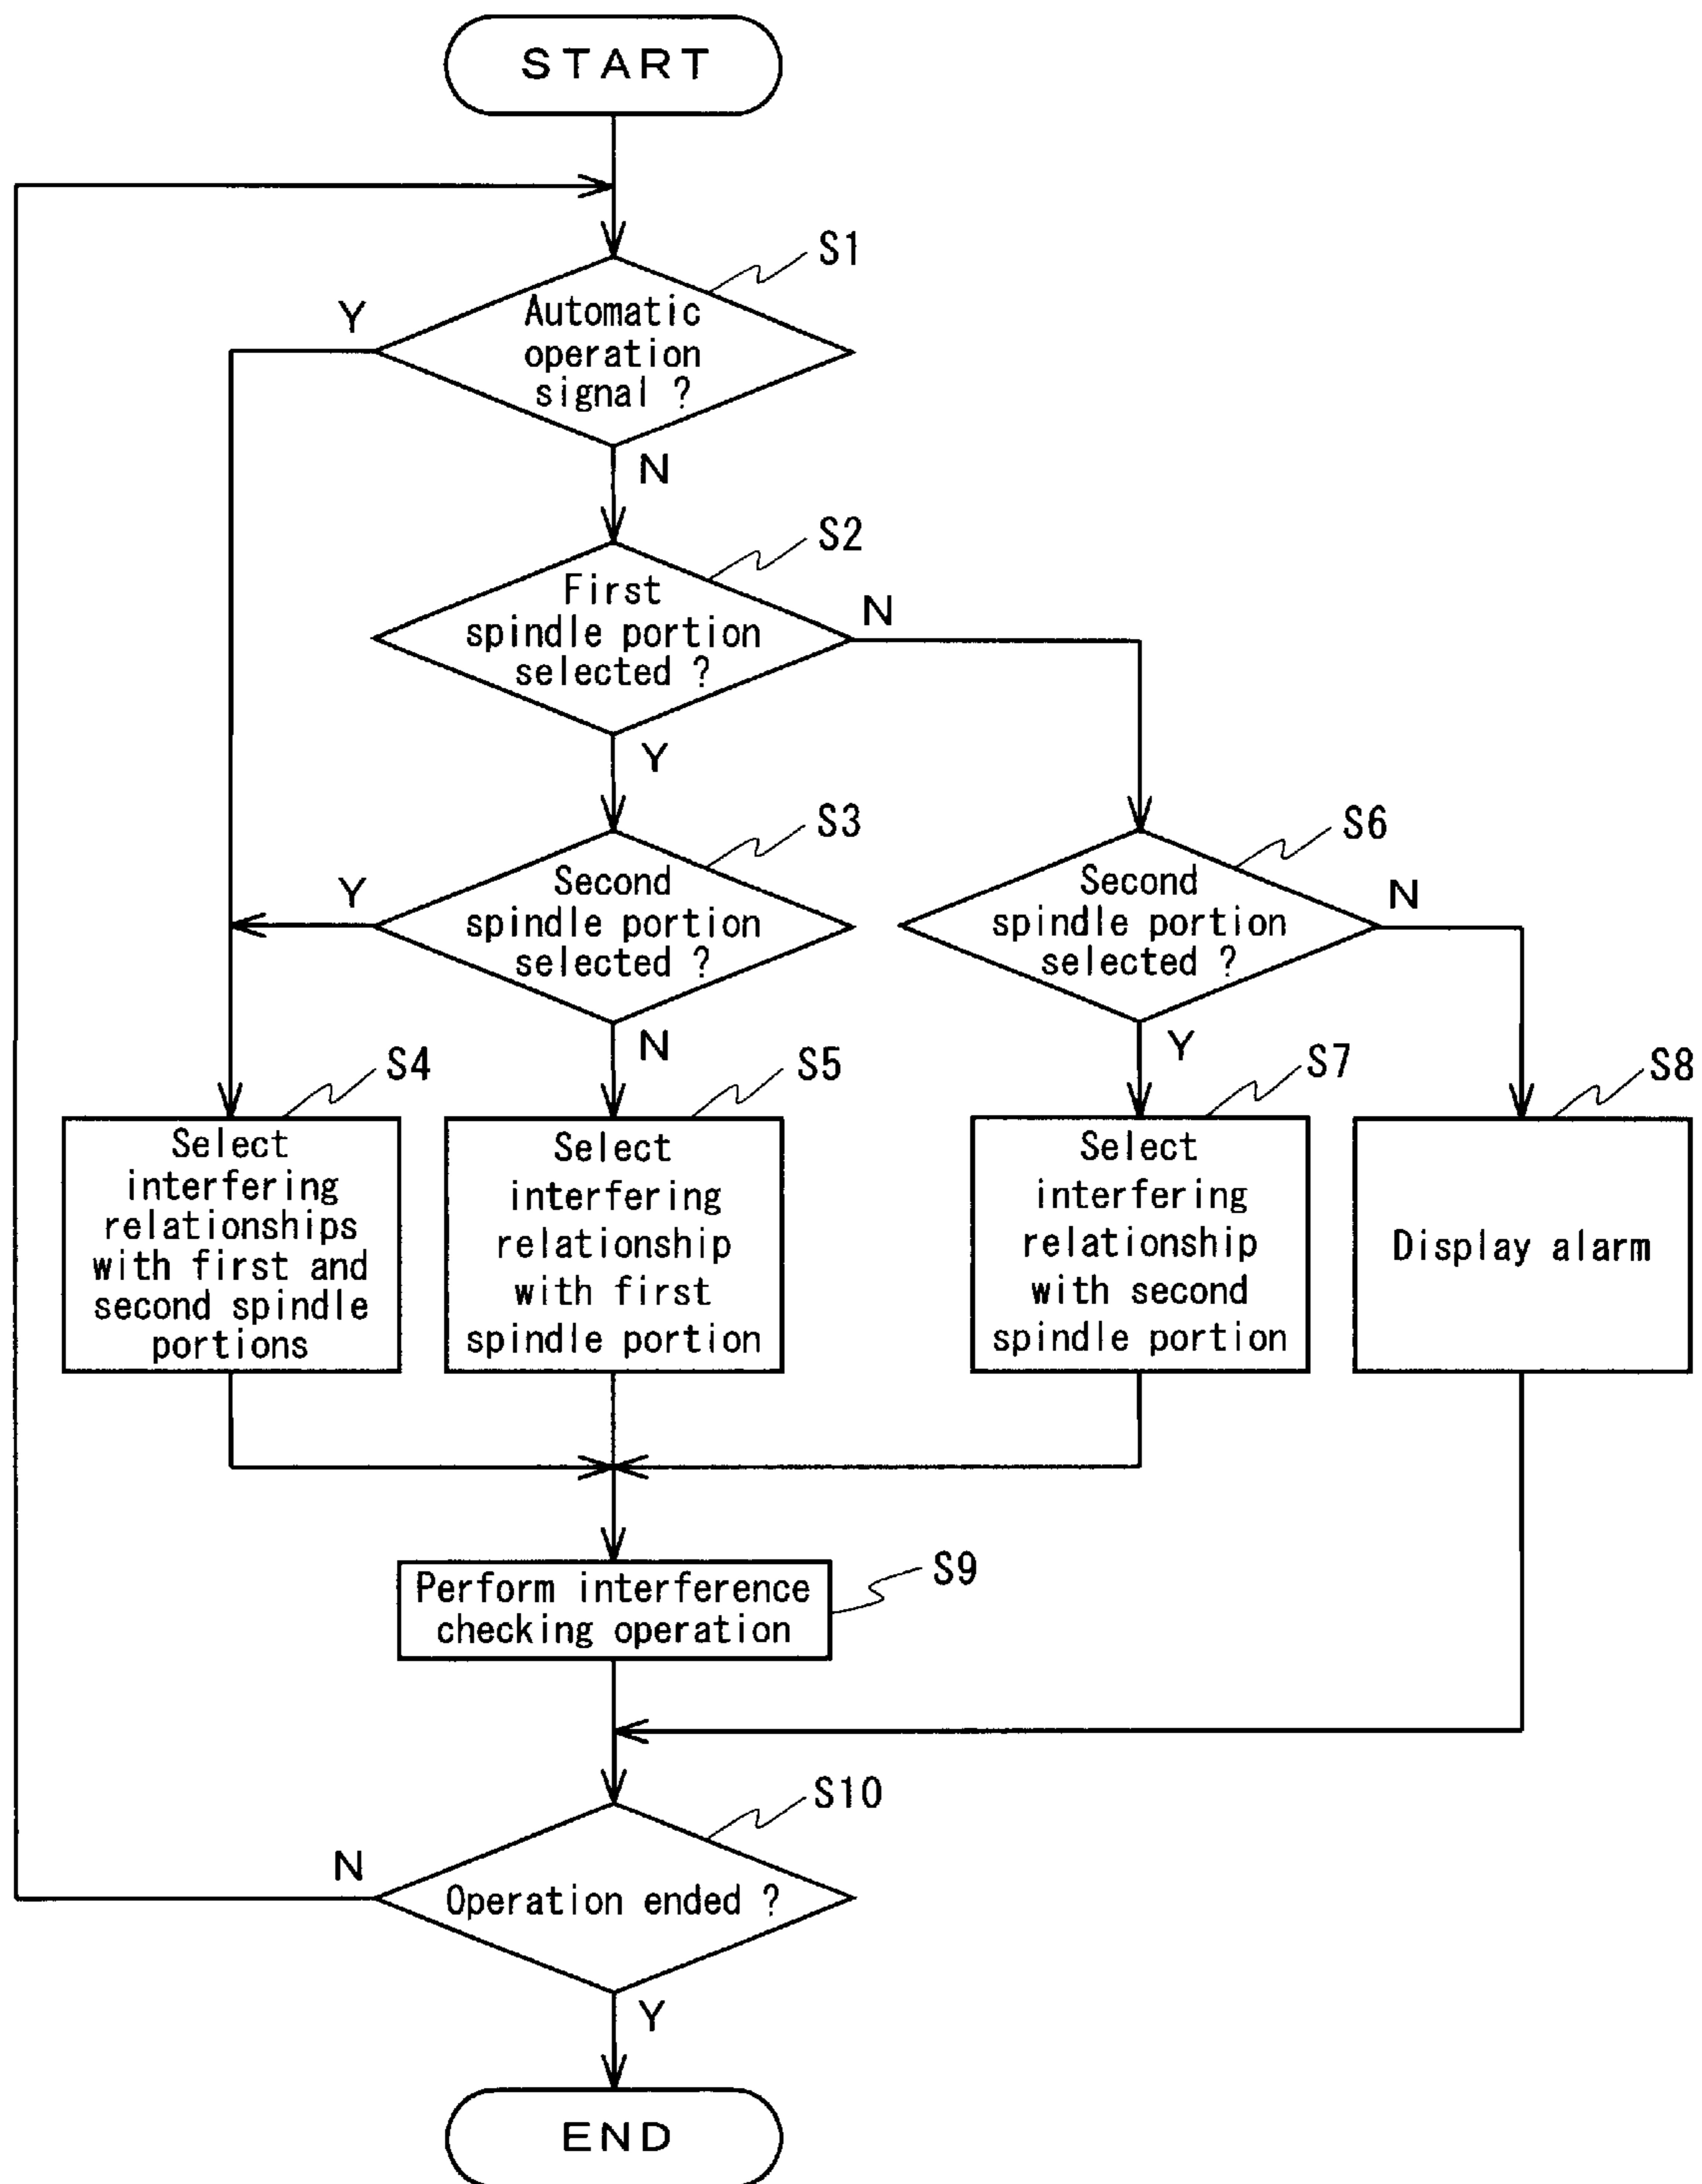 START
S1
Y
Automatic
operation
signal ?
N
S2
First
spindle portion
selected ?
N
Y
S3
Y
Second
spindle portion
selected ?
N
S6
Second
spindle portion
selected ?
N
Y
S4
Select
interfering
relationships
with first and
second spindle
portions
S5
Select
interfering
relationship
with first
spindle portion
S7
Select
interfering
relationship
with second
spindle portion
S8
Display alarm
S9
Perform interference
checking operation
S10
N
Operation ended ?
Y
END